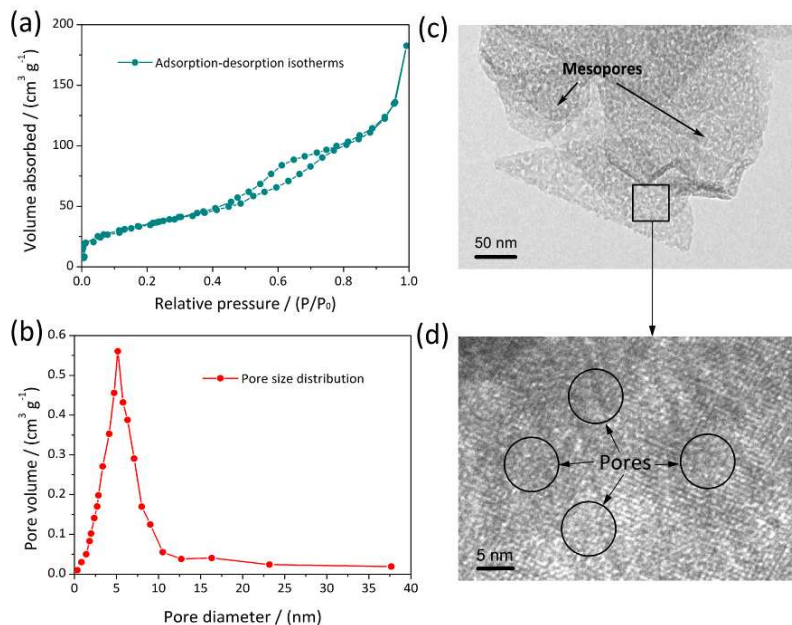 (a)
200
150
100
50
0
Volume absorbed / (cm³ g⁻¹)
Adsorption-desorption isotherms
0.0 0.2 0.4 0.6 0.8 1.0
Relative pressure / (P/P₀)
(b)
0.6
0.5
0.4
0.3
0.2
0.1
0.0
Pore volume / (cm³ g⁻¹)
Pore size distribution
0 5 10 15 20 25 30 35 40
Pore diameter / (nm)
(c)
Mesopores
50 nm
(d)
Pores
5 nm